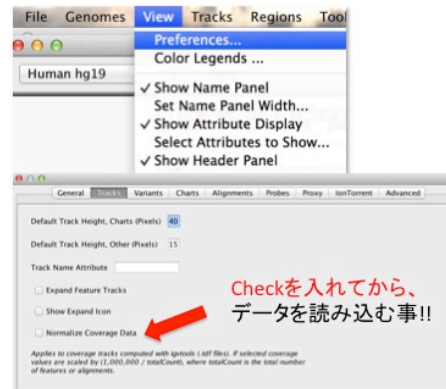 File Genomes View Tracks Regions Tool
Preferences...
Color Legends ...
Human hg19
✓ Show Name Panel
Set Name Panel Width...
✓ Show Attribute Display
Select Attributes to Show...
✓ Show Header Panel
General Tracks Variants Charts Alignments Probes Proxy IonTorrent Advanced
Default Track Height, Charts (Pixels) 40
Default Track Height, Other (Pixels) 15
Track Name Attribute
Expand Feature Tracks
Show Expand Icon
Normalize Coverage Data
Checkを入れてから、
データを読み込む事!!
Applies to coverage tracks computed with igvtools (.tdf files). If selected coverage
values are scaled by (1,000,000 / totalCount), where totalCount is the total number
of features or alignments.